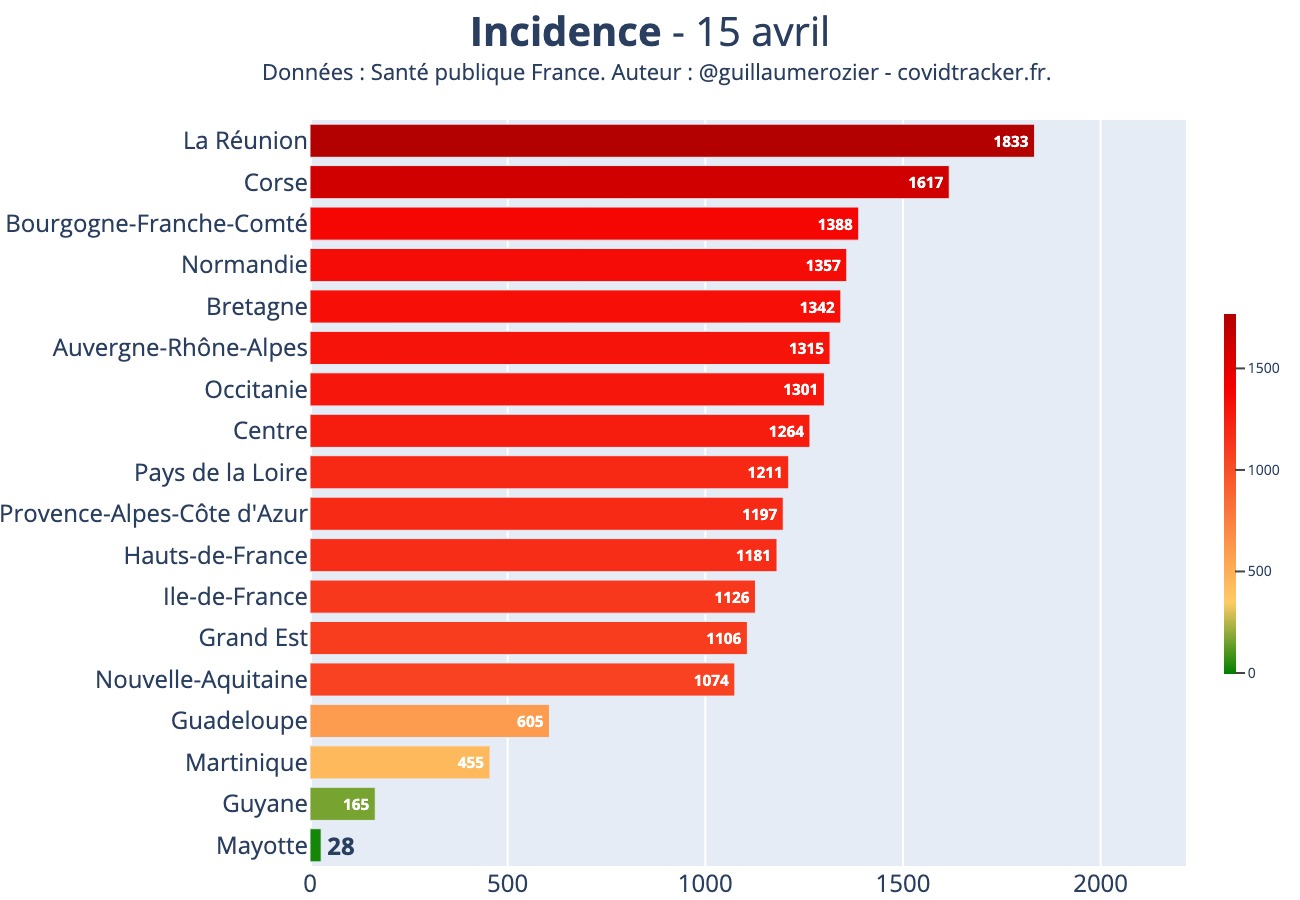 Incidence - 15 avril
Données : Santé publique France. Auteur : @guillaumerozier - covidtracker.fr.
La Réunion 1833
Corse 1617
Bourgogne-Franche-Comté 1388
Normandie 1357
Bretagne 1342
Auvergne-Rhône-Alpes 1315
Occitanie 1301
Centre 1264
Pays de la Loire 1211
Provence-Alpes-Côte d'Azur 1197
Hauts-de-France 1181
Ile-de-France 1126
Grand Est 1106
Nouvelle-Aquitaine 1074
Guadeloupe 605
Martinique 455
Guyane 165
Mayotte 28
0 500 1000 1500 2000
1500
1000
500
0